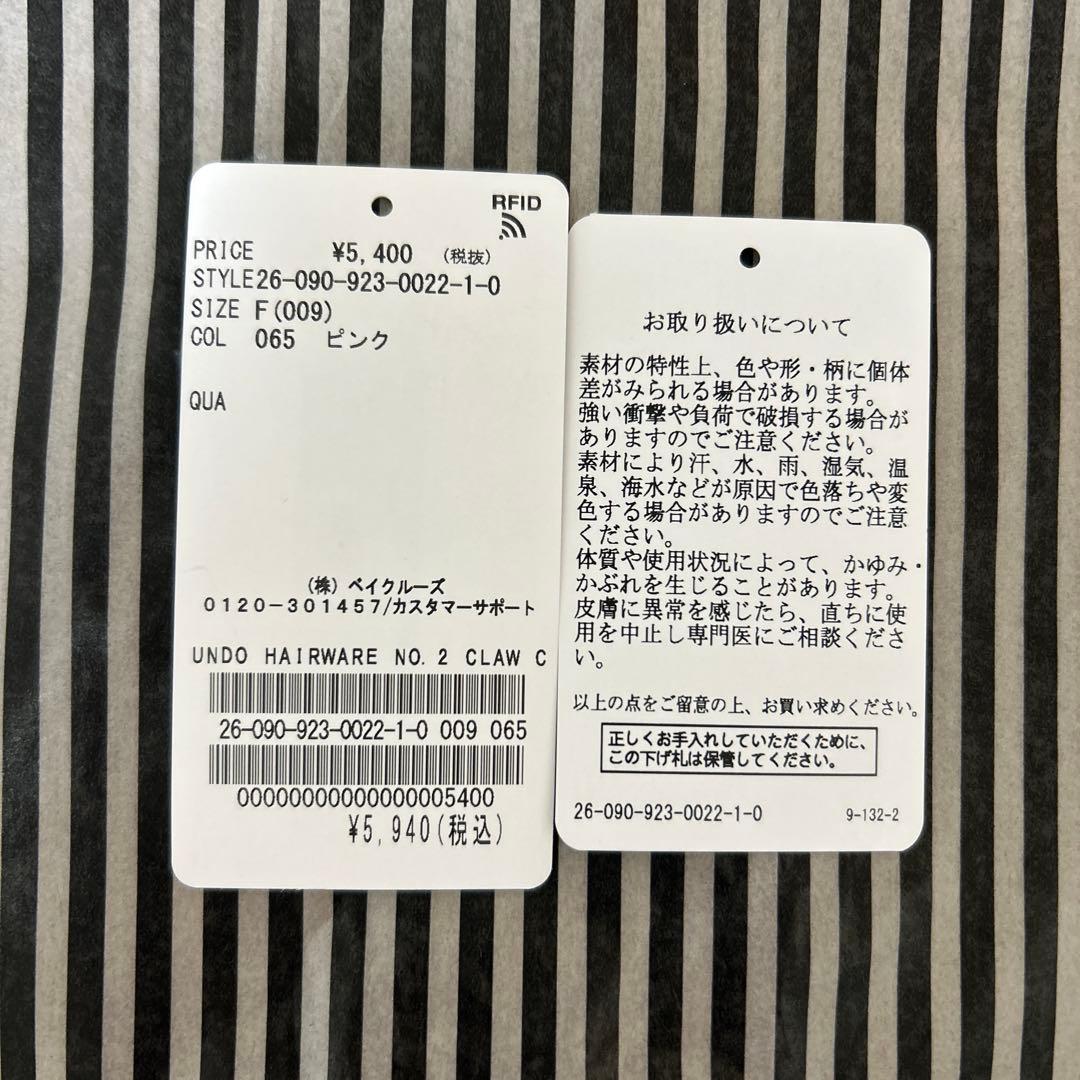 RFID
PRICE ¥5,400 (税抜)
STYLE26-090-923-0022-1-0
SIZE F(009)
COL 065 ピンク
QUA
(株) ベイクルーズ
0120-301457/カスタマーサポート
UNDO HAIRWARE NO.2 CLAW C
26-090-923-0022-1-0 009 065
00000000000000005400
¥5,940(税込)
お取り扱いについて
素材の特性上、色や形・柄に個体
差がみられる場合があります。
強い衝撃や負荷で破損する場合が
ありますのでご注意ください。
素材により汗、水、雨、湿気、温
泉、海水などが原因で色落ちや変
色する場合がありますのでご注意
ください。
体質や使用状況によって、かゆみ・
かぶれを生じることがあります。
皮膚に異常を感じたら、直ちに使
用を中止し専門医にご相談くださ
い。
以上の点をご留意の上、お買い求めください。
正しくお手入れしていただくために、
この下げ札は保管してください。
26-090-923-0022-1-0 9-132-2